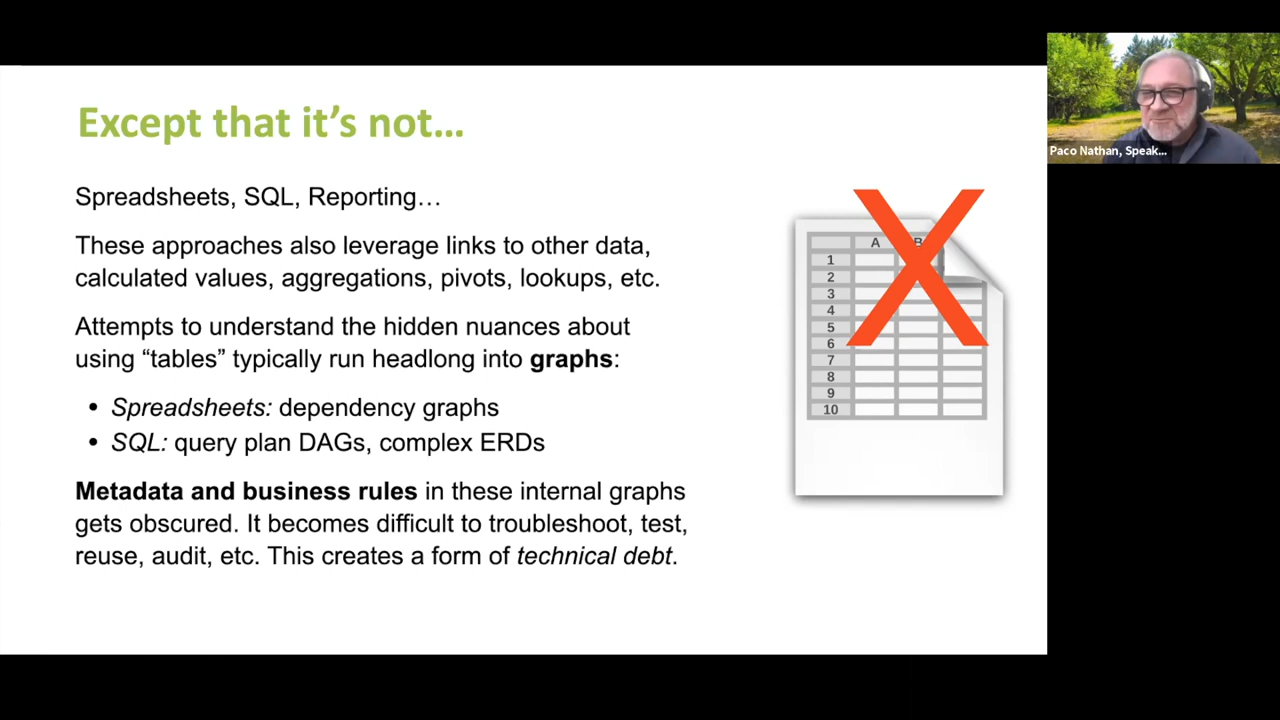 Except that it's not...
Paco Nathan, Speak...
Spreadsheets, SQL, Reporting…
These approaches also leverage links to other data,
calculated values, aggregations, pivots, lookups, etc.
Attempts to understand the hidden nuances about
using “tables” typically run headlong into graphs:
• Spreadsheets: dependency graphs
• SQL: query plan DAGs, complex ERDs
Metadata and business rules in these internal graphs
gets obscured. It becomes difficult to troubleshoot, test,
reuse, audit, etc. This creates a form of technical debt.
A B
1
2
3
4
5
6
7
8
9
10